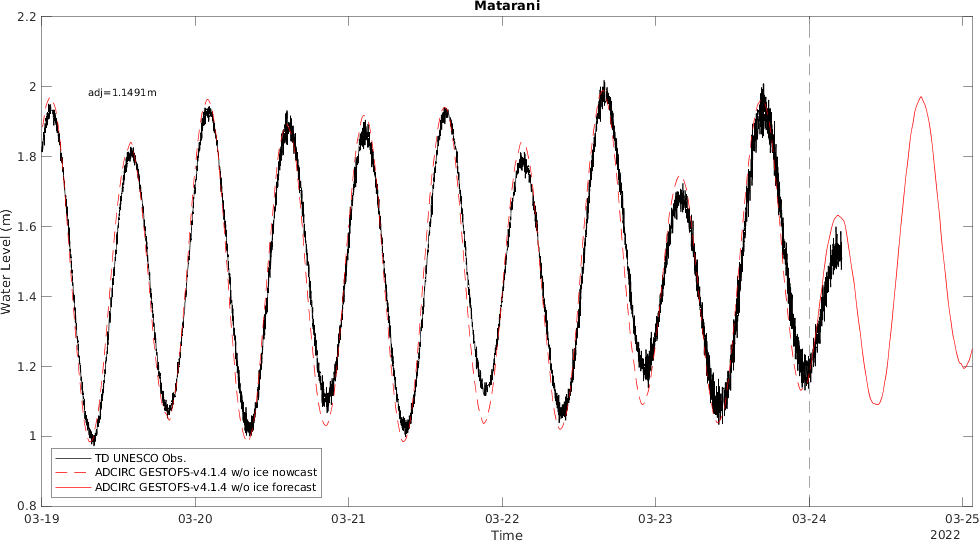 Matarani
2.2
2
1.8
1.6
1.4
1.2
1
0.8
Water Level (m)
adj=1.1491m
TD UNESCO Obs.
ADCIRC GESTOFS-v4.1.4 w/o ice nowcast
ADCIRC GESTOFS-v4.1.4 w/o ice forecast
03-19 03-20 03-21 03-22 03-23 03-24 03-25
Time
2022